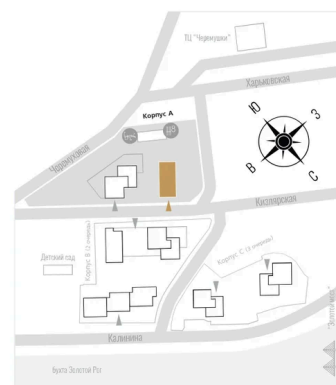 ТЦ "Черемушки"
Харьковская
Корпус А
Черемуховая
Ю
З
В
С
Кизлярская
Корпус В (2 очередь)
Корпус С (3 очередь)
Детский сад
Калинина
бухта Золотой Рог